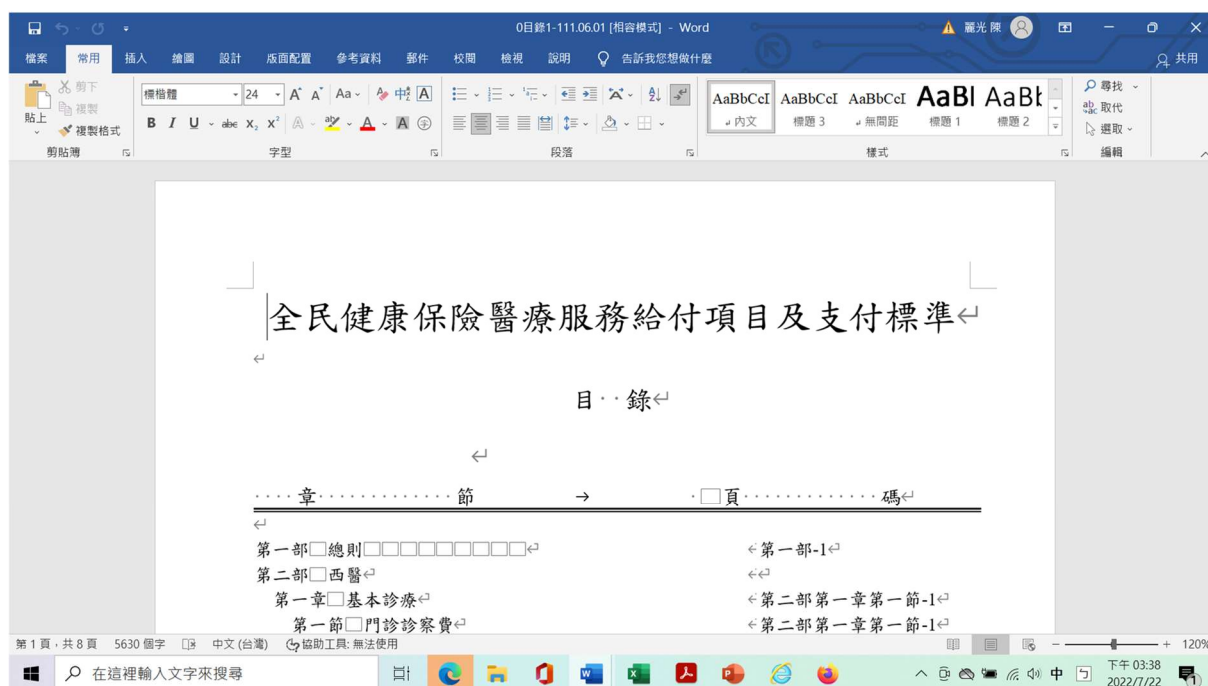 0目錄1-111.06.01 [相容模式] - Word
麗光 陳
檔案 常用 插入 繪圖 設計 版面配置 參考資料 郵件 校閱 檢視 說明 告訴我您想做什麼 共用
貼上 剪下 複製 複製格式
標楷體 24
AaBbCcI AaBbCcI AaBbCcI AaBl AaBt
內文 標題 3 無間距 標題 1 標題 2
尋找 取代 選取
剪貼簿 字型 段落 樣式 編輯
全民健康保險醫療服務給付項目及支付標準
目 錄
章 節 頁 碼
第一部 總則 第一部-1
第二部 西醫
第一章 基本診療 第二部第一章第一節-1
第一節 門診診察費 第二部第一章第一節-1
第 1 頁，共 8 頁 5630 個字 中文 (台灣) 協助工具: 無法使用 120%
在這裡輸入文字來搜尋
中 下午 03:38
2022/7/22